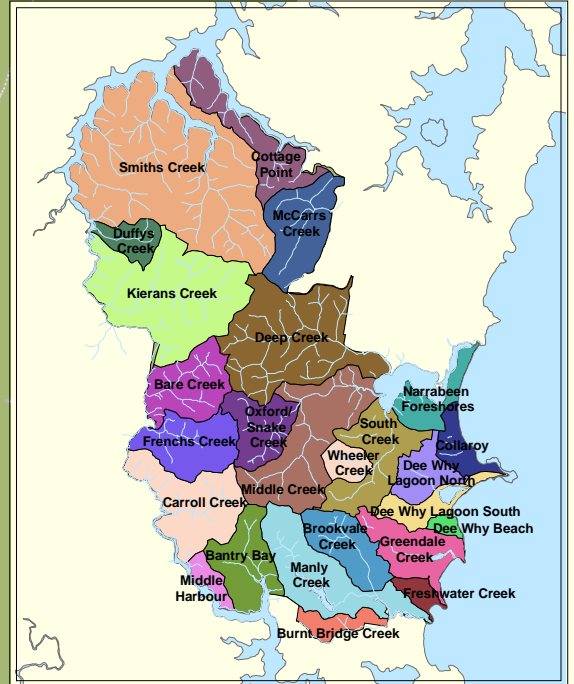 Cottage
Point
Smiths Creek
McCarrs
Creek
Duffys
Creek
Kierans Creek
Deep Creek
Bare Creek
Narrabeen
Foreshores
Oxford/
Snake
Creek
South
Creek
Frenchs Creek
Collaroy
Wheeler
Creek
Dee Why
Lagoon North
Middle Creek
Carroll Creek
Dee Why Lagoon South
Dee Why Beach
Brookvale
Creek
Greendale
Creek
Bantry Bay
Manly
Creek
Middle
Harbour
Freshwater Creek
Burnt Bridge Creek